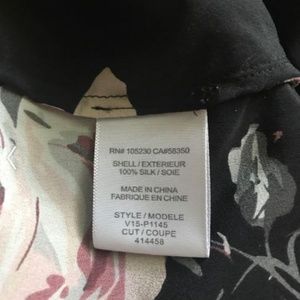 RN# 105230 CA#58350
SHELL / EXTERIEUR
100% SILK / SOIE
MADE IN CHINA
FABRIQUE EN CHINE
STYLE / MODELE
V15-P1145
CUT / COUPE
414458